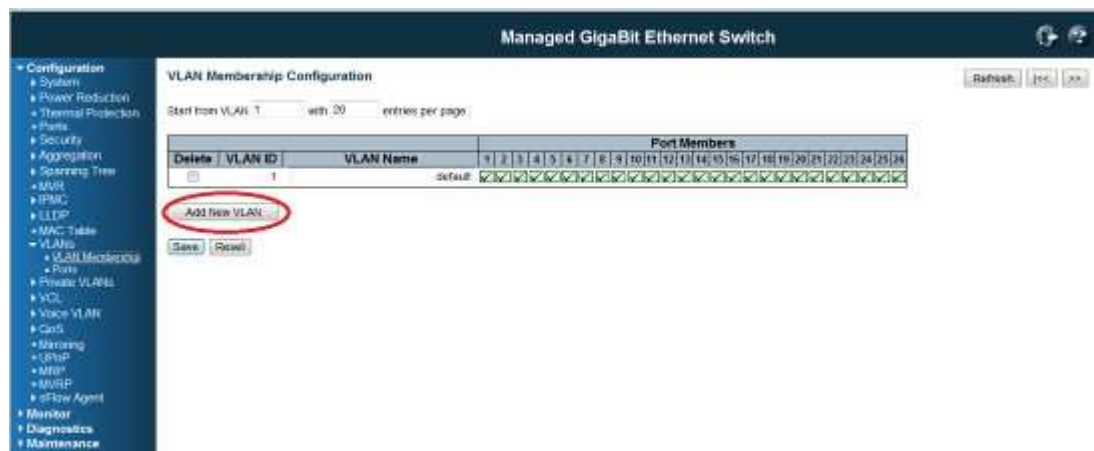 Managed GigaBit Ethernet Switch
Configuration
System
Power Reduction
Thermal Protection
Ports
Security
Aggregation
Spanning Tree
MVR
IPMC
LLDP
MAC Table
VLANs
VLAN Membership
Ports
Private VLANs
VCL
Voice VLAN
QoS
Mirroring
UPnP
MRP
MVRP
sFlow Agent
Monitor
Diagnostics
Maintenance
VLAN Membership Configuration
Refresh |<< >>
Start from VLAN 1 with 20 entries per page.
Port Members
Delete VLAN ID VLAN Name 1 2 3 4 5 6 7 8 9 10 11 12 13 14 15 16 17 18 19 20 21 22 23 24 25 26
1 default
Add New VLAN
Save Reset